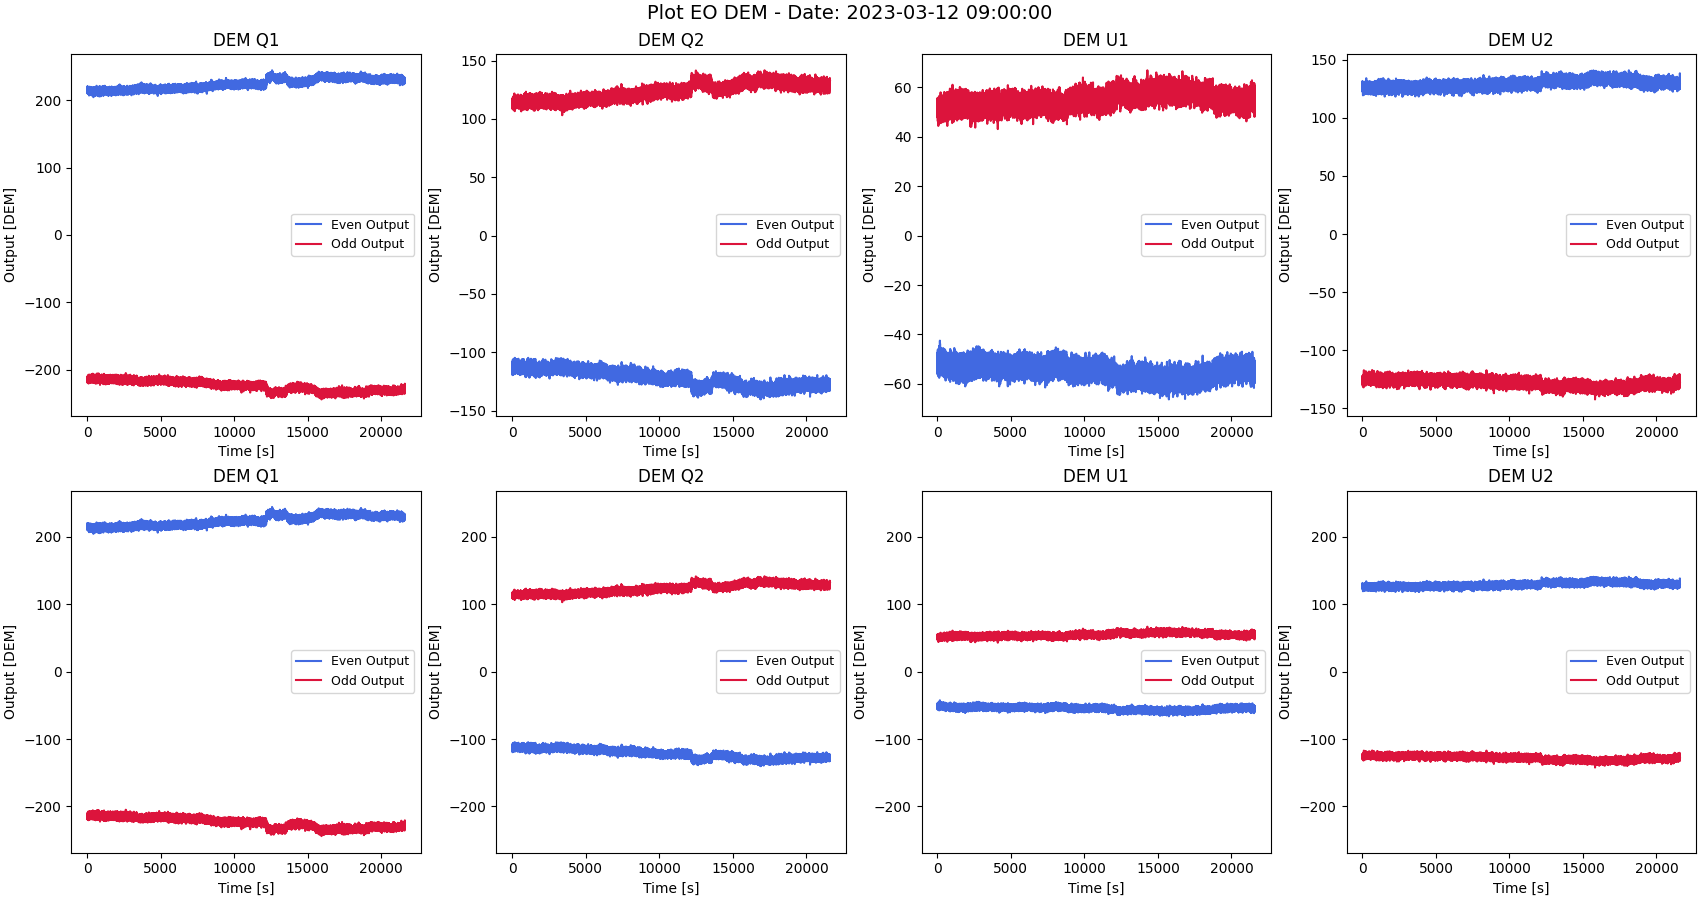 Plot EO DEM - Date: 2023-03-12 09:00:00
DEM Q1
Output [DEM]
200
100
0
−100
−200
Even Output
Odd Output
0 5000 10000 15000 20000
Time [s]
DEM Q2
Output [DEM]
150
100
50
0
−50
−100
−150
Even Output
Odd Output
0 5000 10000 15000 20000
Time [s]
DEM U1
Output [DEM]
60
40
20
0
−20
−40
−60
Even Output
Odd Output
0 5000 10000 15000 20000
Time [s]
DEM U2
Output [DEM]
150
100
50
0
−50
−100
−150
Even Output
Odd Output
0 5000 10000 15000 20000
Time [s]
DEM Q1
Output [DEM]
200
100
0
−100
−200
Even Output
Odd Output
0 5000 10000 15000 20000
Time [s]
DEM Q2
Output [DEM]
200
100
0
−100
−200
Even Output
Odd Output
0 5000 10000 15000 20000
Time [s]
DEM U1
Output [DEM]
200
100
0
−100
−200
Even Output
Odd Output
0 5000 10000 15000 20000
Time [s]
DEM U2
Output [DEM]
200
100
0
−100
−200
Even Output
Odd Output
0 5000 10000 15000 20000
Time [s]